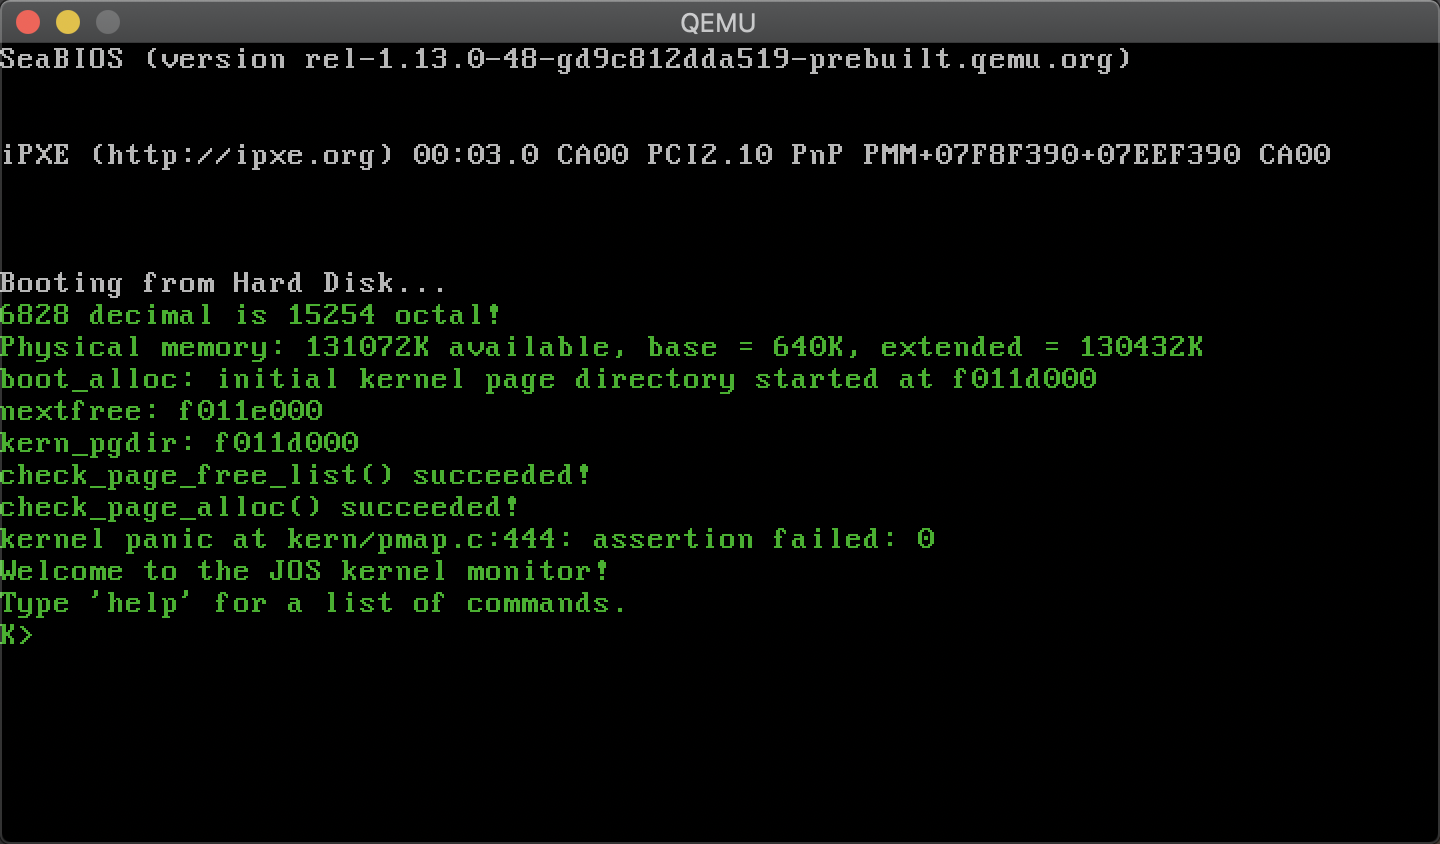 QEMU
SeaBIOS (version rel-1.13.0-48-gd9c812dda519-prebuilt.qemu.org)
iPXE (http://ipxe.org) 00:03.0 CA00 PCI2.10 PnP PMM+07F8F390+07EEF390 CA00
Booting from Hard Disk...
6828 decimal is 15254 octal!
Physical memory: 131072K available, base = 640K, extended = 130432K
boot_alloc: initial kernel page directory started at f011d000
nextfree: f011e000
kern_pgdir: f011d000
check_page_free_list() succeeded!
check_page_alloc() succeeded!
kernel panic at kern/pmap.c:444: assertion failed: 0
Welcome to the JOS kernel monitor!
Type 'help' for a list of commands.
K>